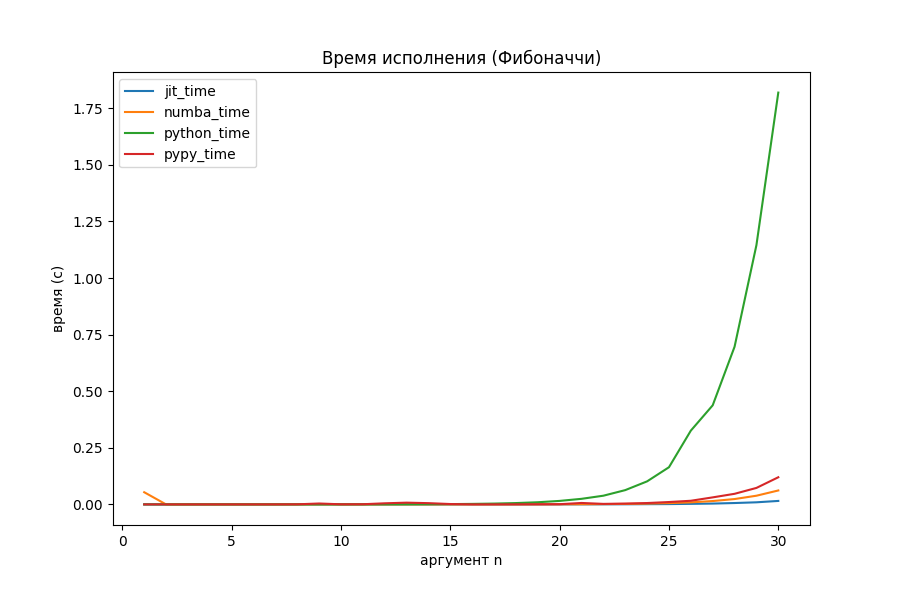 Время исполнения (Фибоначчи)
jit_time
numba_time
python_time
pypy_time
1.75
1.50
1.25
1.00
0.75
0.50
0.25
0.00
время (с)
0 5 10 15 20 25 30
аргумент n